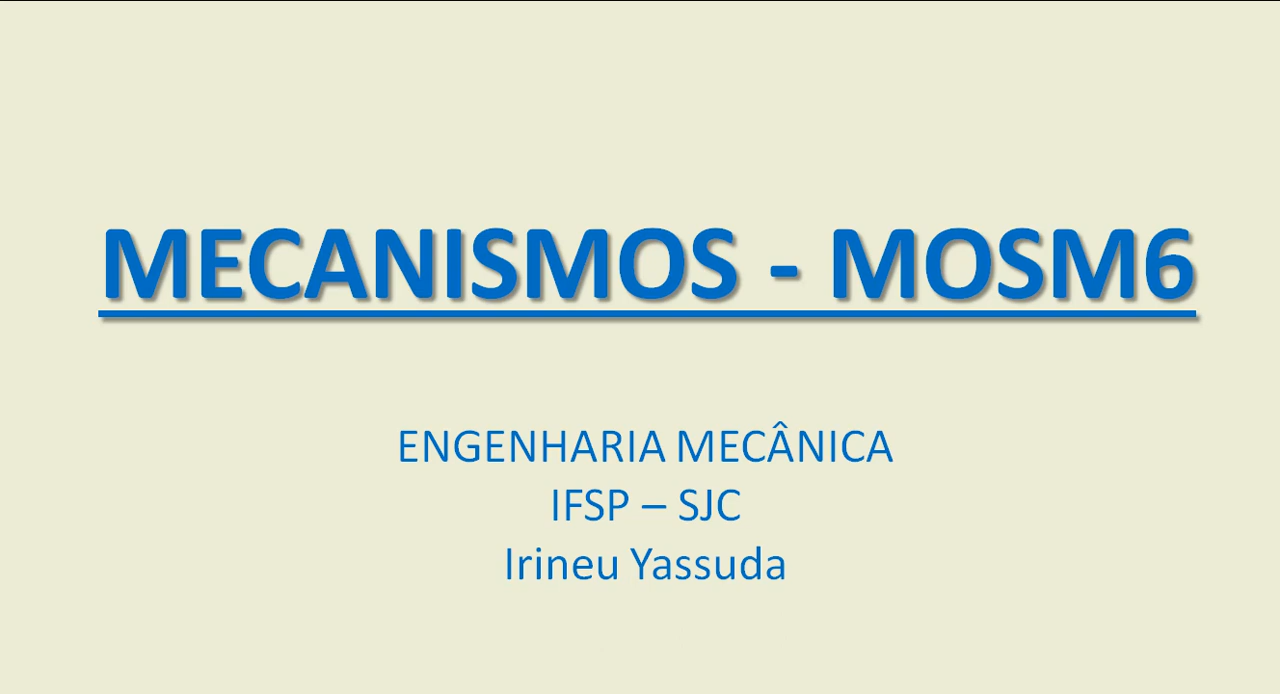 MECANISMOS - MOSM6
ENGENHARIA MECÂNICA
IFSP – SJC
Irineu Yassuda